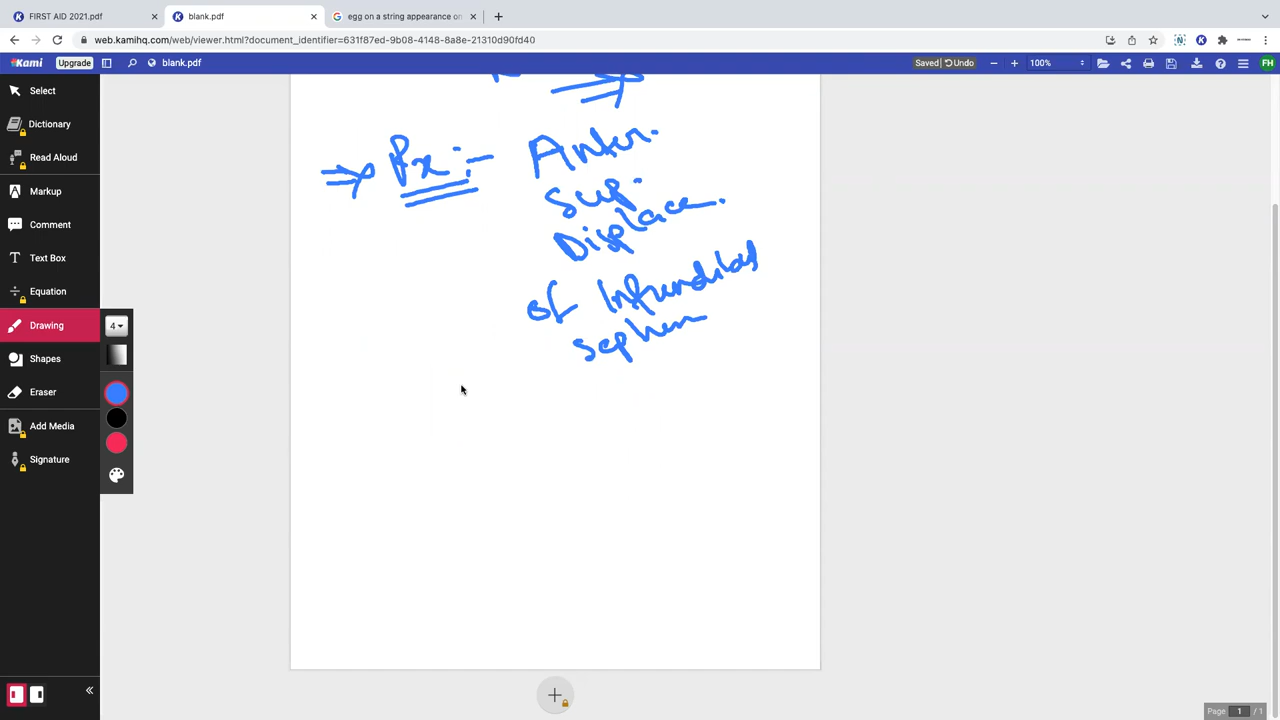 FIRST AID 2021.pdf
blank.pdf
egg on a string appearance on
web.kamihq.com/web/viewer.html?document_identifier=631f87ed-9b08-4148-8a8e-21310d90fd40
Kami
Upgrade
blank.pdf
Saved
Undo
100%
FH
Select
Dictionary
Read Aloud
Markup
Comment
Text Box
Equation
Drawing
Shapes
Eraser
Add Media
Signature
4
Px :- Anter.
Sup.
Displace.
of Infundibular
Septum
Page 1 / 1